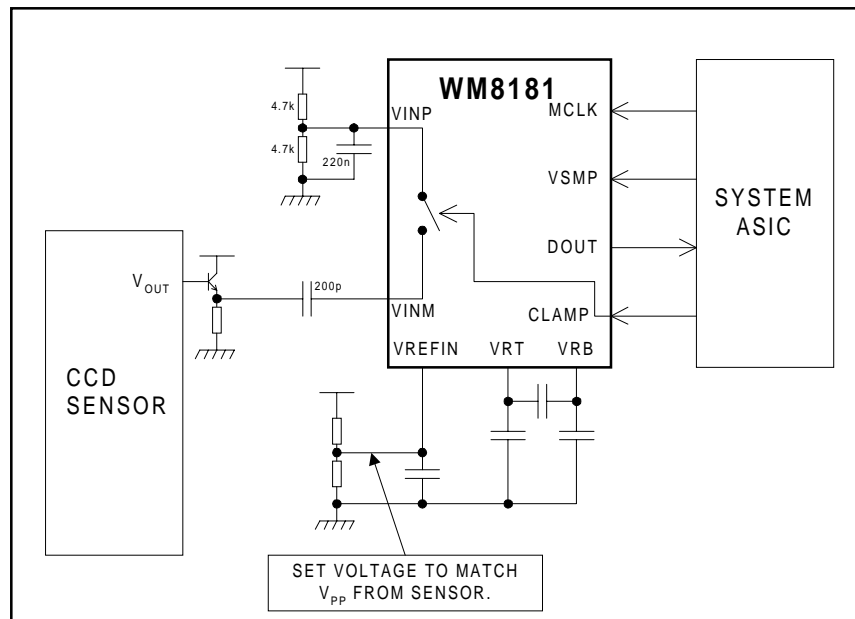 WM8181
4.7k
VINP
MCLK
4.7k
220n
VSMP
SYSTEM
ASIC
DOUT
VOUT
200p
VINM
CLAMP
VREFIN VRT VRB
CCD
SENSOR
SET VOLTAGE TO MATCH
VPP FROM SENSOR.